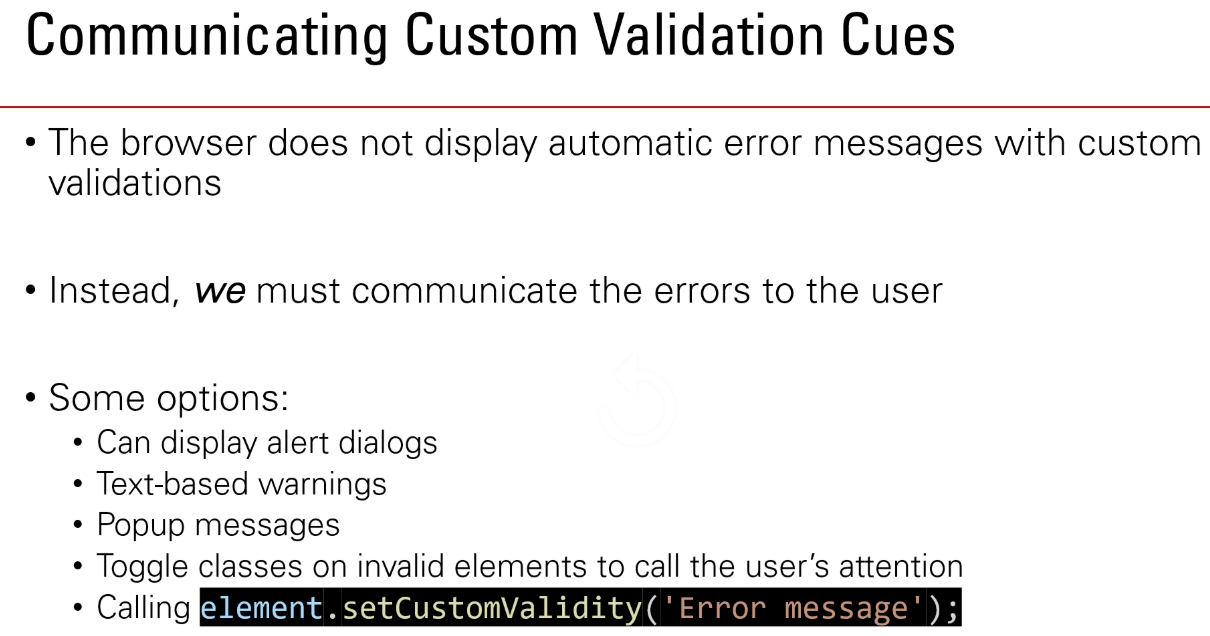 Communicating Custom Validation Cues
• The browser does not display automatic error messages with custom
validations
• Instead, we must communicate the errors to the user
• Some options:
• Can display alert dialogs
• Text-based warnings
• Popup messages
• Toggle classes on invalid elements to call the user's attention
• Calling element.setCustomValidity('Error message');